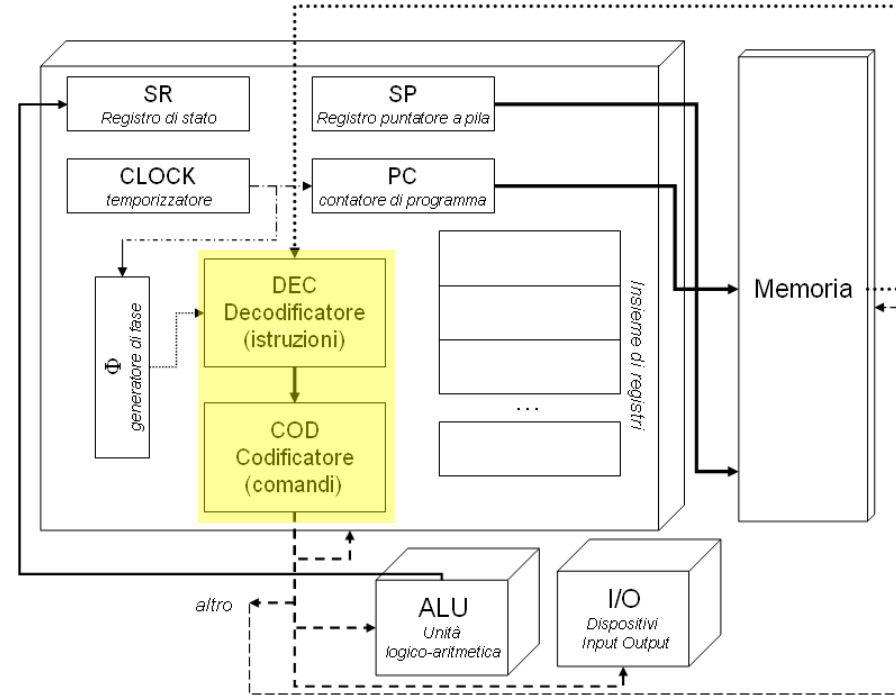 SR
Registro di stato
SP
Registro puntatore a pila
CLOCK
temporizzatore
PC
contatore di programma
DEC
Decodificatore
(istruzioni)
Φ
generatore di fase
COD
Codificatore
(comandi)
Insieme di registri
...
Memoria
altro
ALU
Unità
logico-aritmetica
I/O
Dispositivi
Input Output